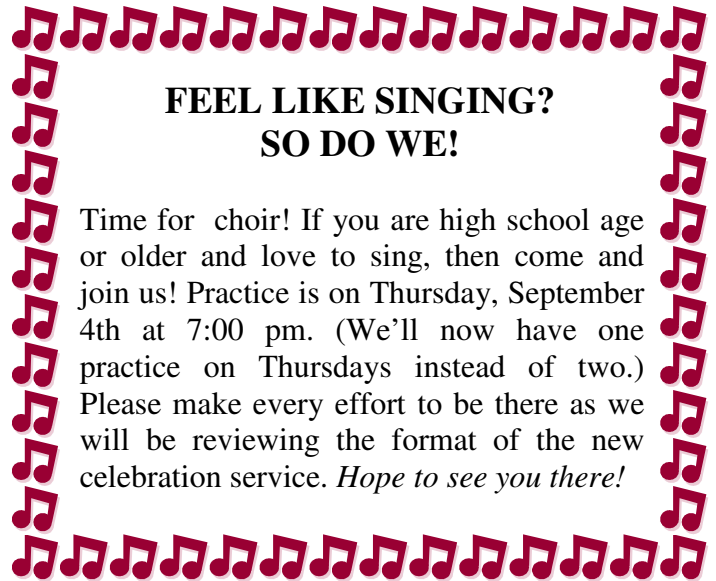 FEEL LIKE SINGING?
SO DO WE!
Time for  choir! If you are high school age
or older and love to sing, then come and
join us! Practice is on Thursday, September
4th at 7:00 pm. (We’ll now have one
practice on Thursdays instead of two.)
Please make every effort to be there as we
will be reviewing the format of the new
celebration service. Hope to see you there!